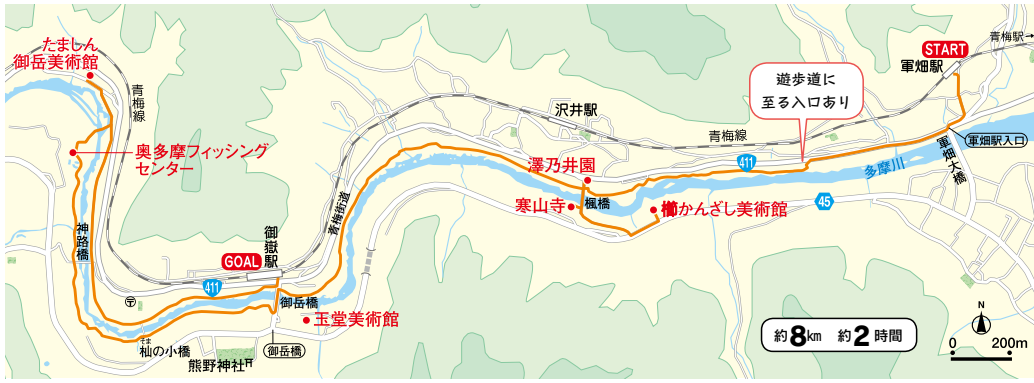 たましん
御岳美術館
青梅線
奥多摩フィッシング
センター
神路橋
〒
411
GOAL
御嶽駅
青梅街道
御岳橋
玉堂美術館
御岳橋
そま
杣の小橋
熊野神社
沢井駅
青梅線
澤乃井園
寒山寺
楓橋
櫛かんざし美術館
411
遊歩道に
至る入口あり
START
軍畑駅
青梅駅→
軍畑駅入口
軍畑大橋
多摩川
45
約8km 約2時間
N
0 200m